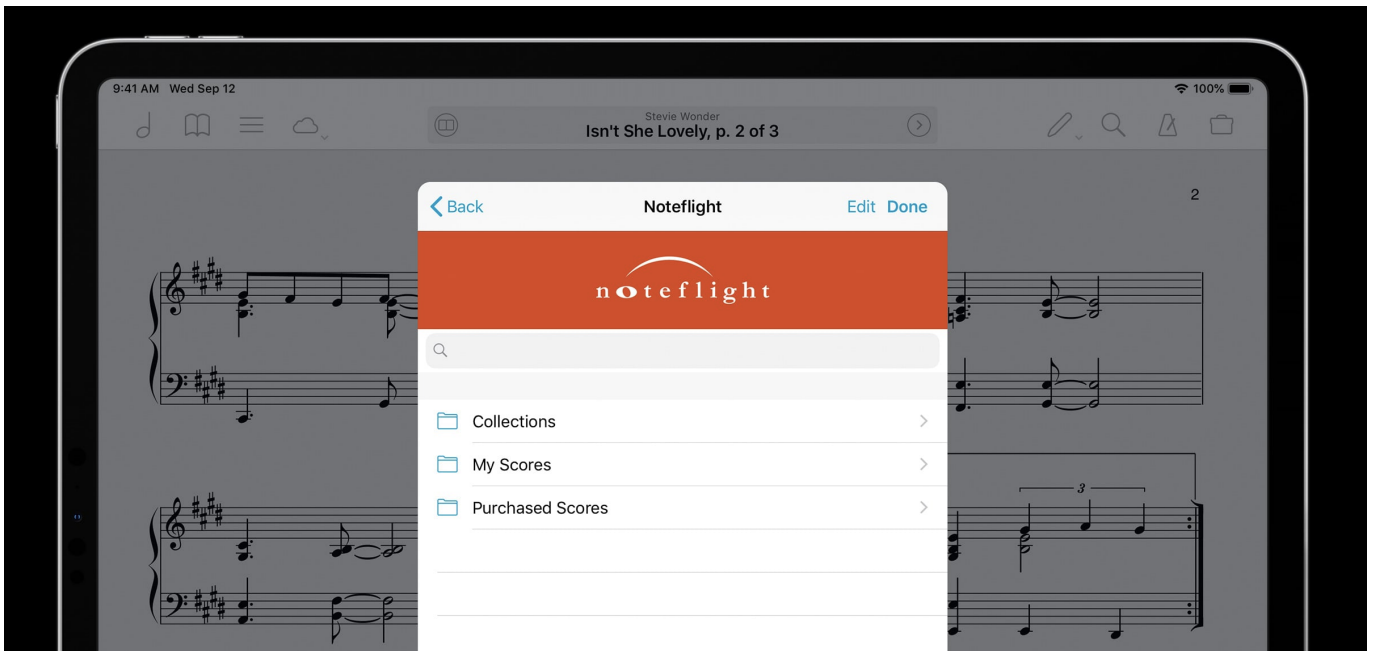 9:41 AM Wed Sep 12
100%
Stevie Wonder
Isn't She Lovely, p. 2 of 3
2
Back
Noteflight
Edit Done
noteflight
Collections
My Scores
Purchased Scores
3